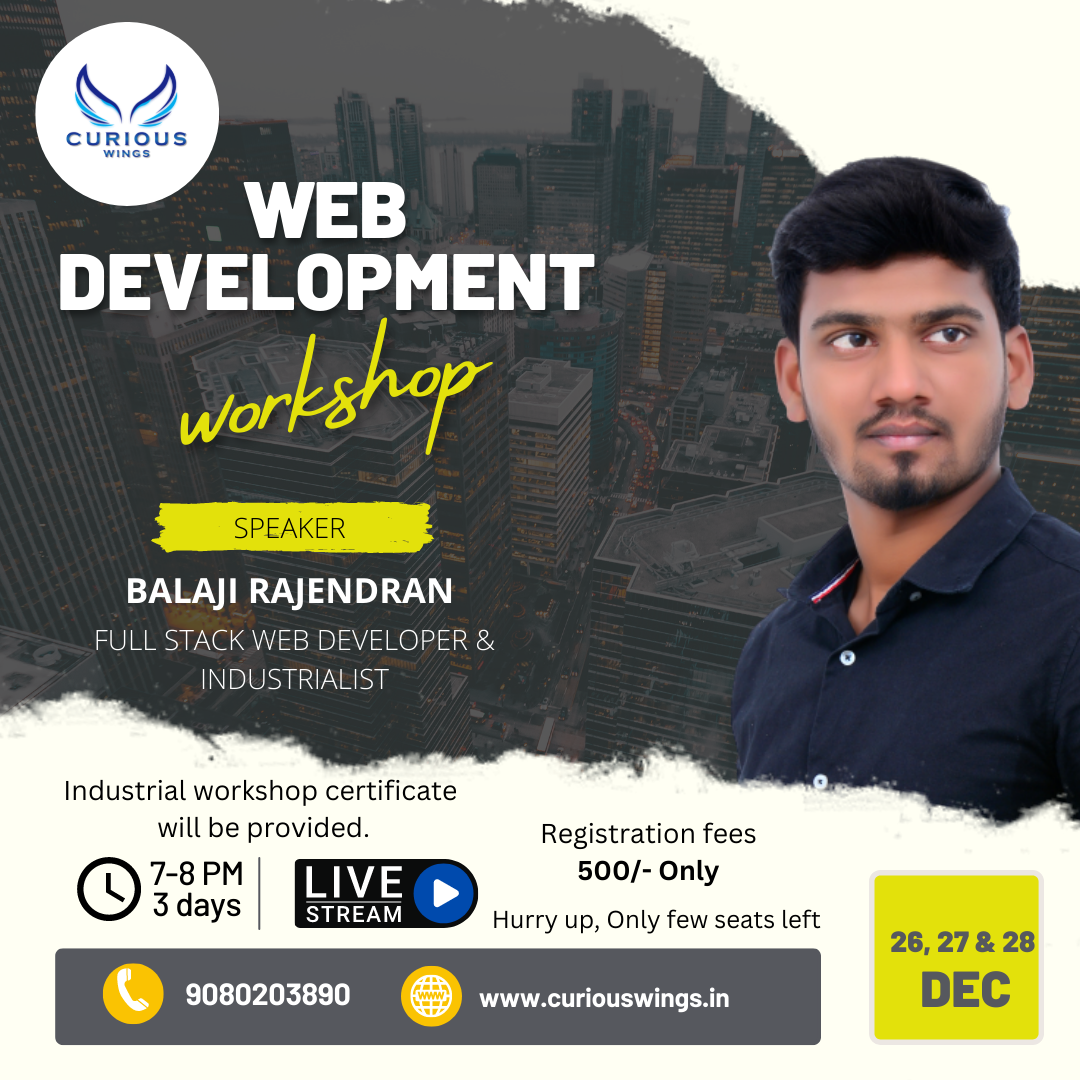 CURIOUS
WINGS
WEB
DEVELOPMENT
workshop
SPEAKER
BALAJI RAJENDRAN
FULL STACK WEB DEVELOPER &
INDUSTRIALIST
Industrial workshop certificate
will be provided.
7-8 PM
3 days
LIVE
STREAM
Registration fees
500/- Only
Hurry up, Only few seats left
9080203890
WWW
www.curiouswings.in
26, 27 & 28
DEC